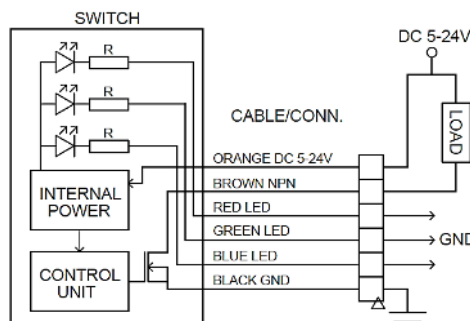 SWITCH
DC 5-24V
R
R
R
CABLE/CONN.
LOAD
ORANGE DC 5-24V
BROWN NPN
INTERNAL
POWER
RED LED
GREEN LED
GND
BLUE LED
CONTROL
UNIT
BLACK GND